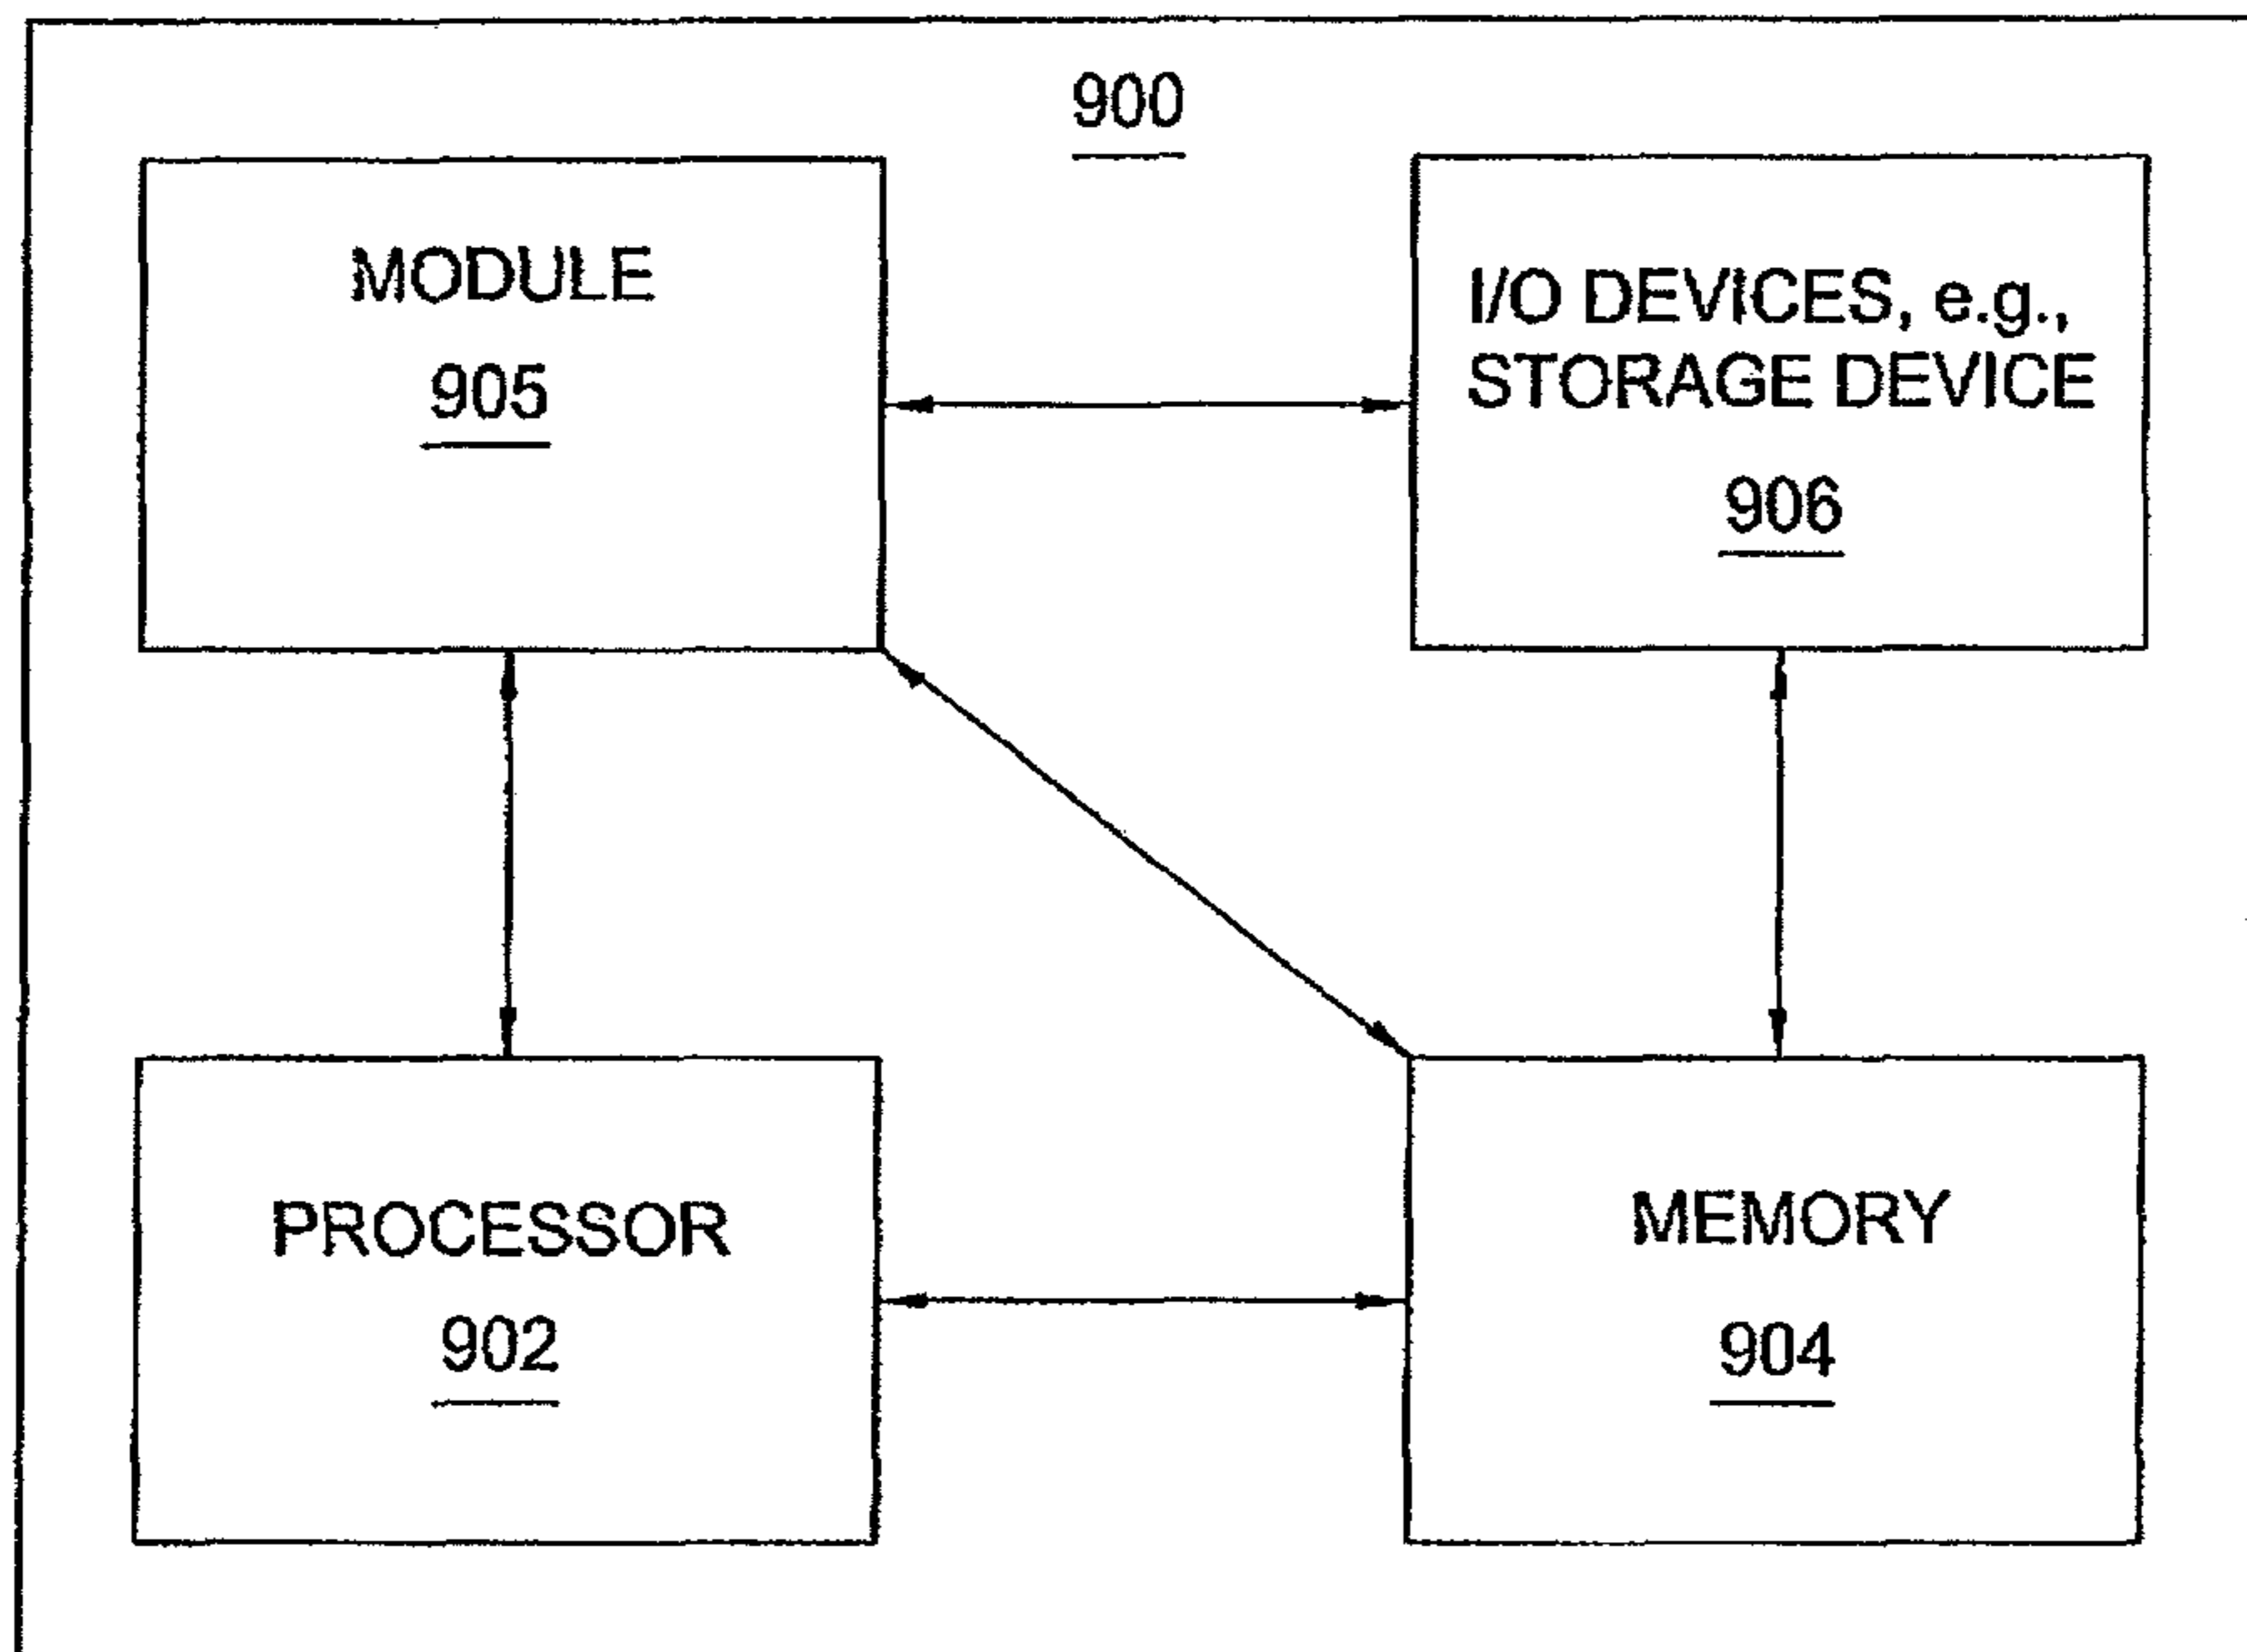 900
MODULE
905
I/O DEVICES, e.g.,
STORAGE DEVICE
906
PROCESSOR
902
MEMORY
904